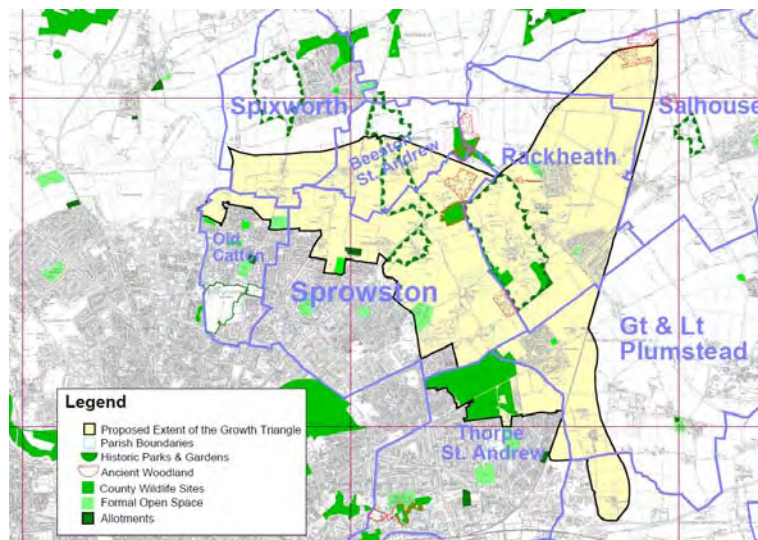 Spixworth
Salhouse
Beeston
St. Andrew
Rackheath
Old
Catton
Sprowston
Gt & Lt
Plumstead
Thorpe
St. Andrew
Legend
Proposed Extent of the Growth Triangle
Parish Boundaries
Historic Parks & Gardens
Ancient Woodland
County Wildlife Sites
Formal Open Space
Allotments